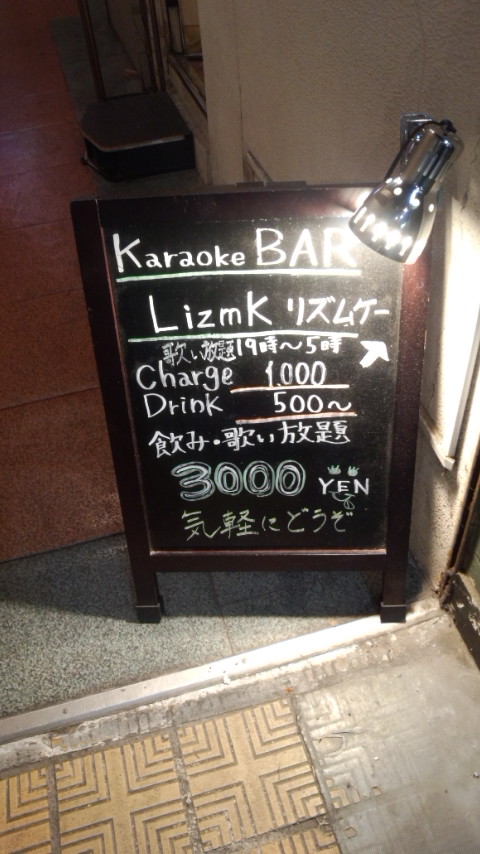 Karaoke BAR
LizmK リズムケー
歌い放題19時〜5時
Charge 1.000
Drink 500〜
飲み・歌い放題
3000 YEN
気軽にどうぞ